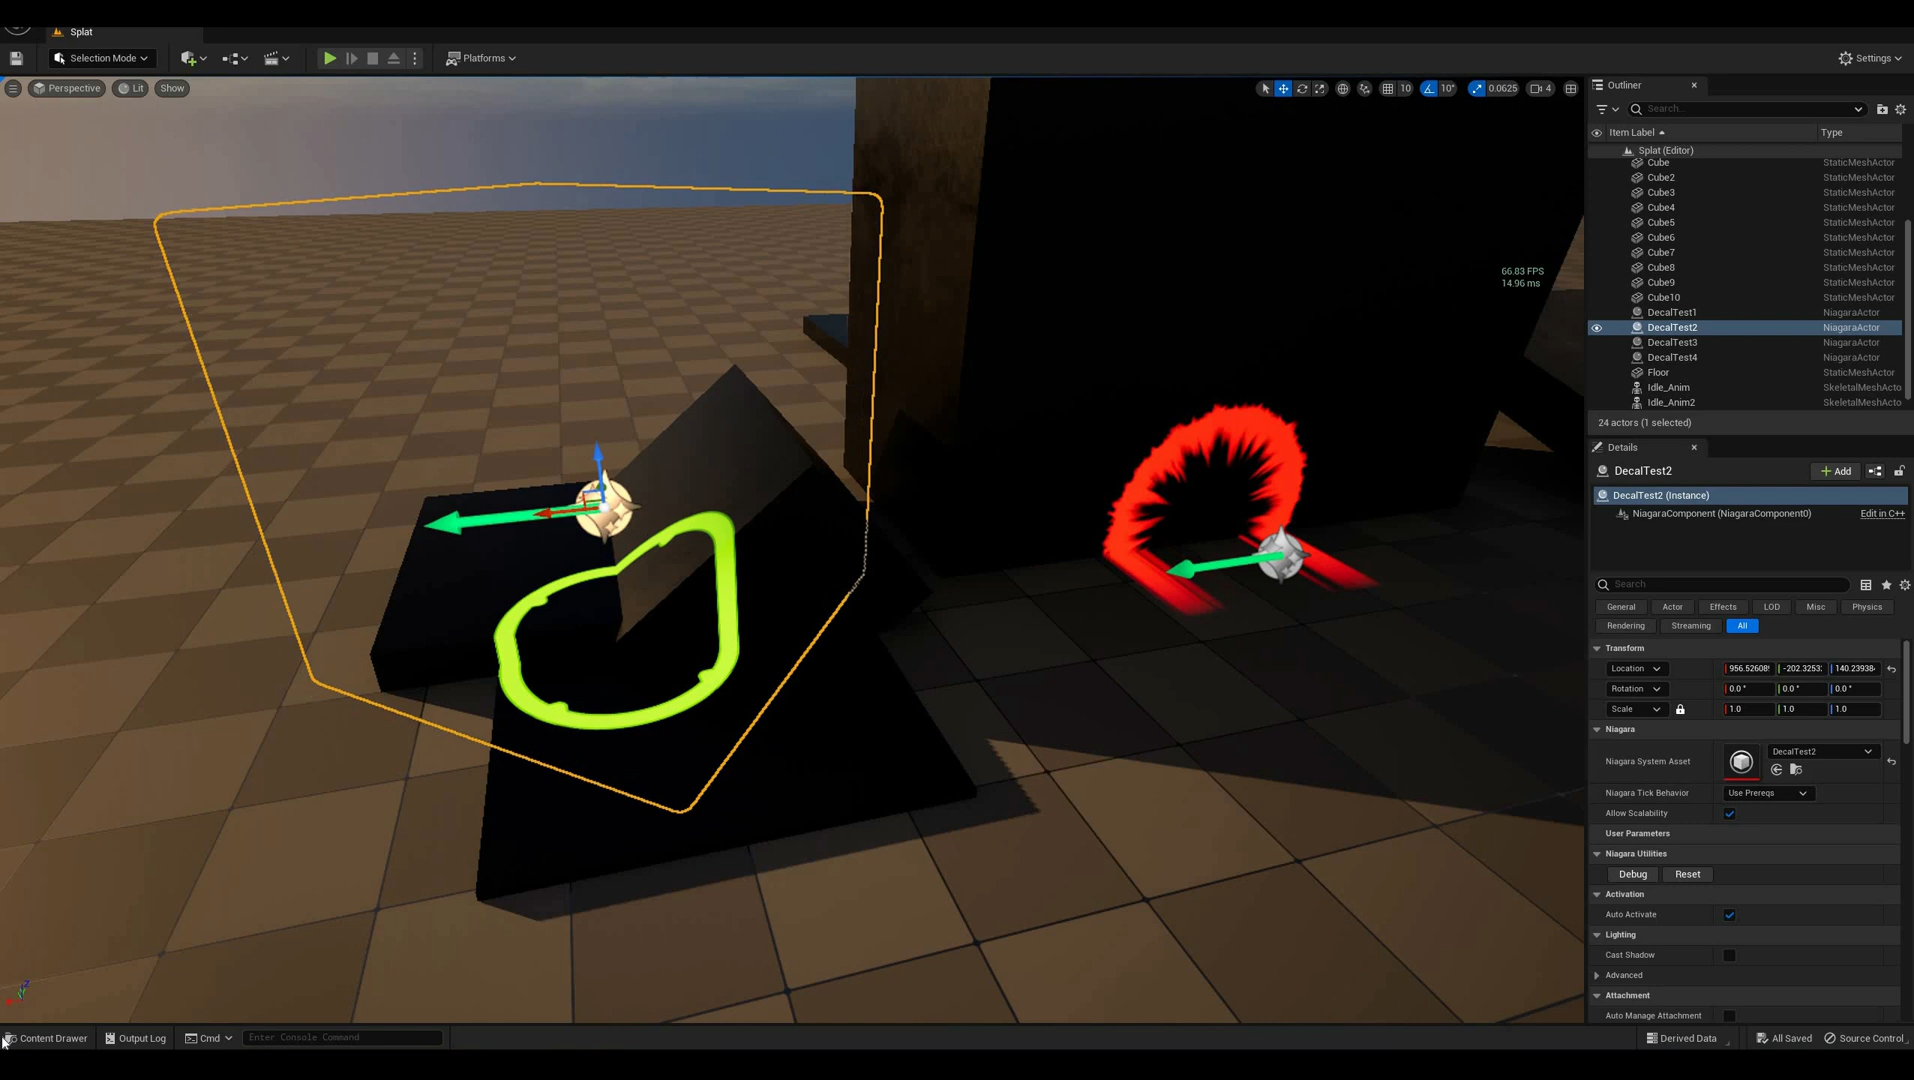 Splat
Selection Mode
Platforms
Settings
Perspective
Lit
Show
10
10°
0.0625
4
66.83 FPS
14.96 ms
Outliner
Search...
Item Label
Type
Splat (Editor)
Cube StaticMeshActor
Cube2 StaticMeshActor
Cube3 StaticMeshActor
Cube4 StaticMeshActor
Cube5 StaticMeshActor
Cube6 StaticMeshActor
Cube7 StaticMeshActor
Cube8 StaticMeshActor
Cube9 StaticMeshActor
Cube10 StaticMeshActor
DecalTest1 NiagaraActor
DecalTest2 NiagaraActor
DecalTest3 NiagaraActor
DecalTest4 NiagaraActor
Floor StaticMeshActor
Idle_Anim SkeletalMeshActo
Idle_Anim2 SkeletalMeshActo
24 actors (1 selected)
Details
DecalTest2
Add
DecalTest2 (Instance)
NiagaraComponent (NiagaraComponent0) Edit in C++
Search
General Actor Effects LOD Misc Physics
Rendering Streaming All
Transform
Location 956.52608 -202.3253 140.23938
Rotation 0.0 ° 0.0 ° 0.0 °
Scale 1.0 1.0 1.0
Niagara
Niagara System Asset DecalTest2
Niagara Tick Behavior Use Prereqs
Allow Scalability
User Parameters
Niagara Utilities
Debug Reset
Activation
Auto Activate
Lighting
Cast Shadow
Advanced
Attachment
Auto Manage Attachment
Content Drawer
Output Log
Cmd
Enter Console Command
Derived Data
All Saved
Source Control